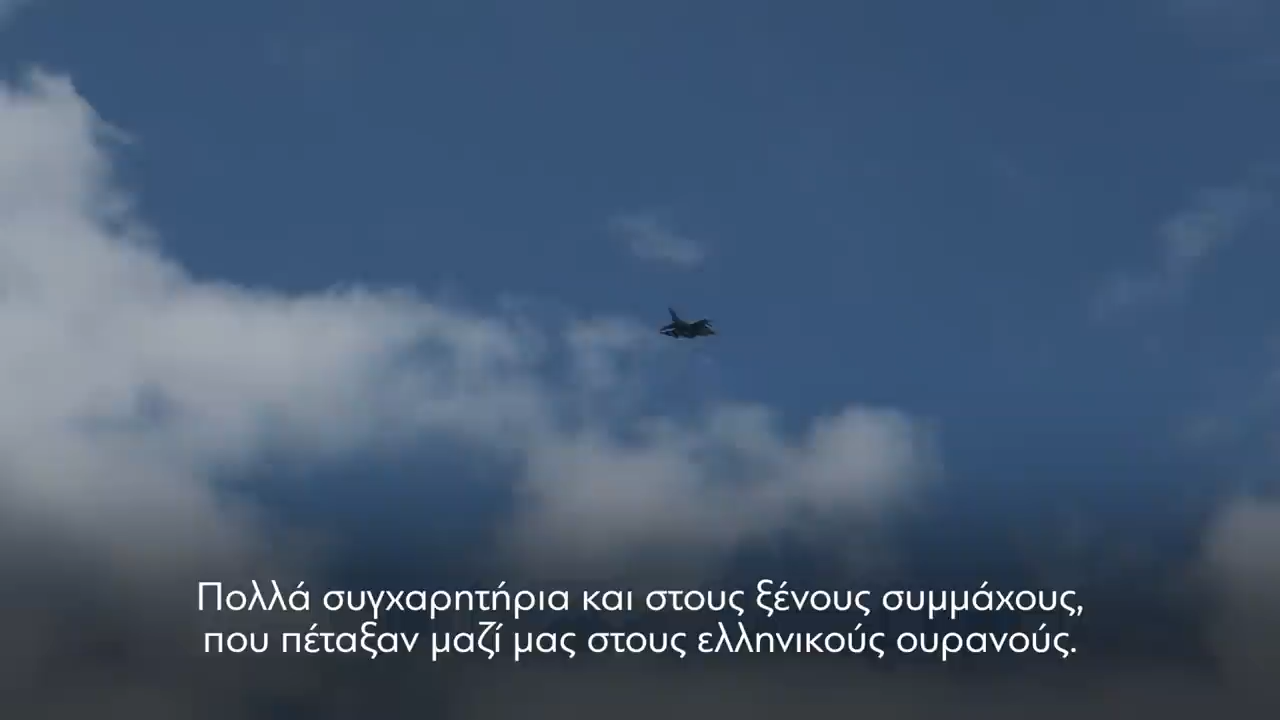 Πολλά συγχαρητήρια και στους ξένους συμμάχους,
που πέταξαν μαζί μας στους ελληνικούς ουρανούς.